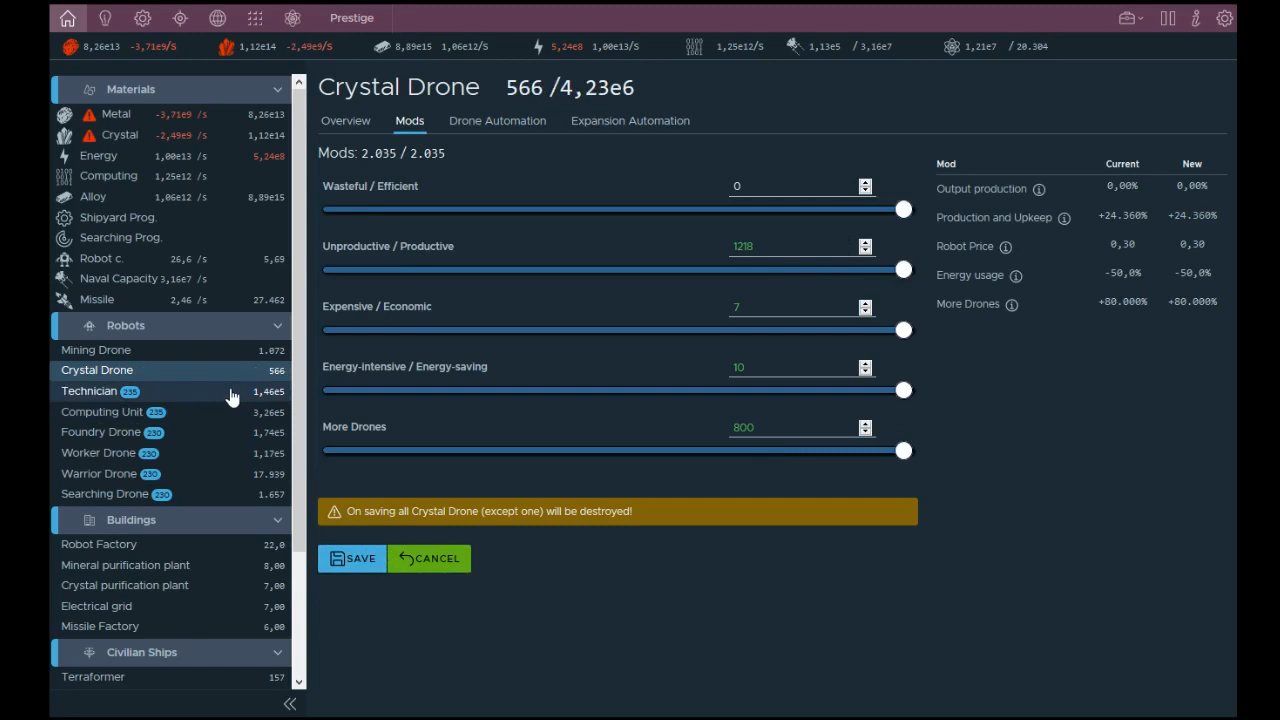 Prestige
8,26e13 -3,71e9/S 1,12e14 -2,49e9/S 8,89e15 1,06e12/S 5,24e8 1,00e13/S 1,25e12/S 1,13e5 / 3,16e7 1,21e7 / 20.304
Materials
Metal -3,71e9 /s 8,26e13
Crystal -2,49e9 /s 1,12e14
Energy 1,00e13 /s 5,24e8
Computing 1,25e12 /s
Alloy 1,06e12 /s 8,89e15
Shipyard Prog.
Searching Prog.
Robot c. 26,6 /s 5,69
Naval Capacity 3,16e7 /s
Missile 2,46 /s 27.462
Robots
Mining Drone 1.072
Crystal Drone 566
Technician 235 1,46e5
Computing Unit 235 3,26e5
Foundry Drone 230 1,74e5
Worker Drone 230 1,17e5
Warrior Drone 230 17.939
Searching Drone 230 1.657
Buildings
Robot Factory 22,0
Mineral purification plant 8,00
Crystal purification plant 7,00
Electrical grid 7,00
Missile Factory 6,00
Civilian Ships
Terraformer 157
Crystal Drone 566 /4,23e6
Overview Mods Drone Automation Expansion Automation
Mods: 2.035 / 2.035
Wasteful / Efficient 0
Unproductive / Productive 1218
Expensive / Economic 7
Energy-intensive / Energy-saving 10
More Drones 800
On saving all Crystal Drone (except one) will be destroyed!
SAVE CANCEL
Mod Current New
Output production 0,00% 0,00%
Production and Upkeep +24.360% +24.360%
Robot Price 0,30 0,30
Energy usage -50,0% -50,0%
More Drones +80.000% +80.000%